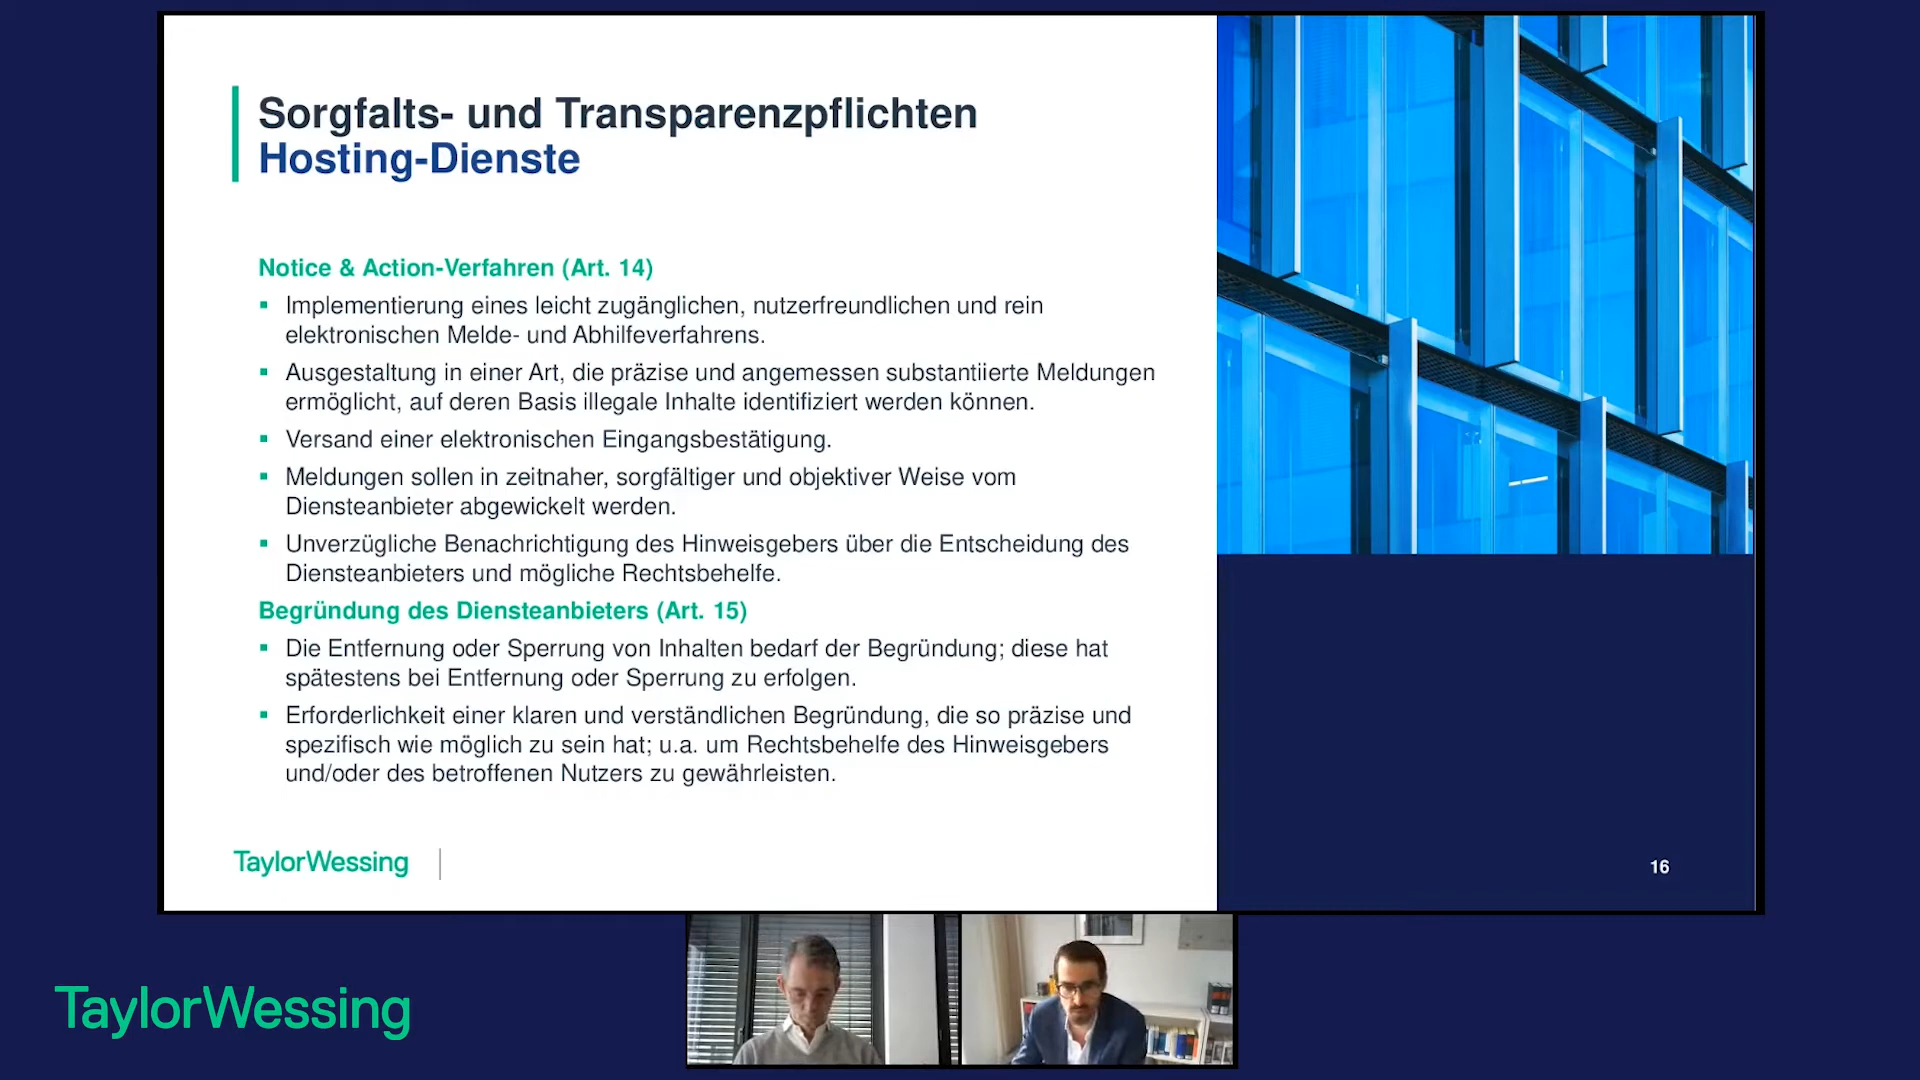 Sorgfalts- und Transparenzpflichten
Hosting-Dienste
Notice & Action-Verfahren (Art. 14)
▪ Implementierung eines leicht zugänglichen, nutzerfreundlichen und rein
elektronischen Melde- und Abhilfeverfahrens.
▪ Ausgestaltung in einer Art, die präzise und angemessen substantiierte Meldungen
ermöglicht, auf deren Basis illegale Inhalte identifiziert werden können.
▪ Versand einer elektronischen Eingangsbestätigung.
▪ Meldungen sollen in zeitnaher, sorgfältiger und objektiver Weise vom
Diensteanbieter abgewickelt werden.
▪ Unverzügliche Benachrichtigung des Hinweisgebers über die Entscheidung des
Diensteanbieters und mögliche Rechtsbehelfe.
Begründung des Diensteanbieters (Art. 15)
▪ Die Entfernung oder Sperrung von Inhalten bedarf der Begründung; diese hat
spätestens bei Entfernung oder Sperrung zu erfolgen.
▪ Erforderlichkeit einer klaren und verständlichen Begründung, die so präzise und
spezifisch wie möglich zu sein hat; u.a. um Rechtsbehelfe des Hinweisgebers
und/oder des betroffenen Nutzers zu gewährleisten.
TaylorWessing
16
TaylorWessing